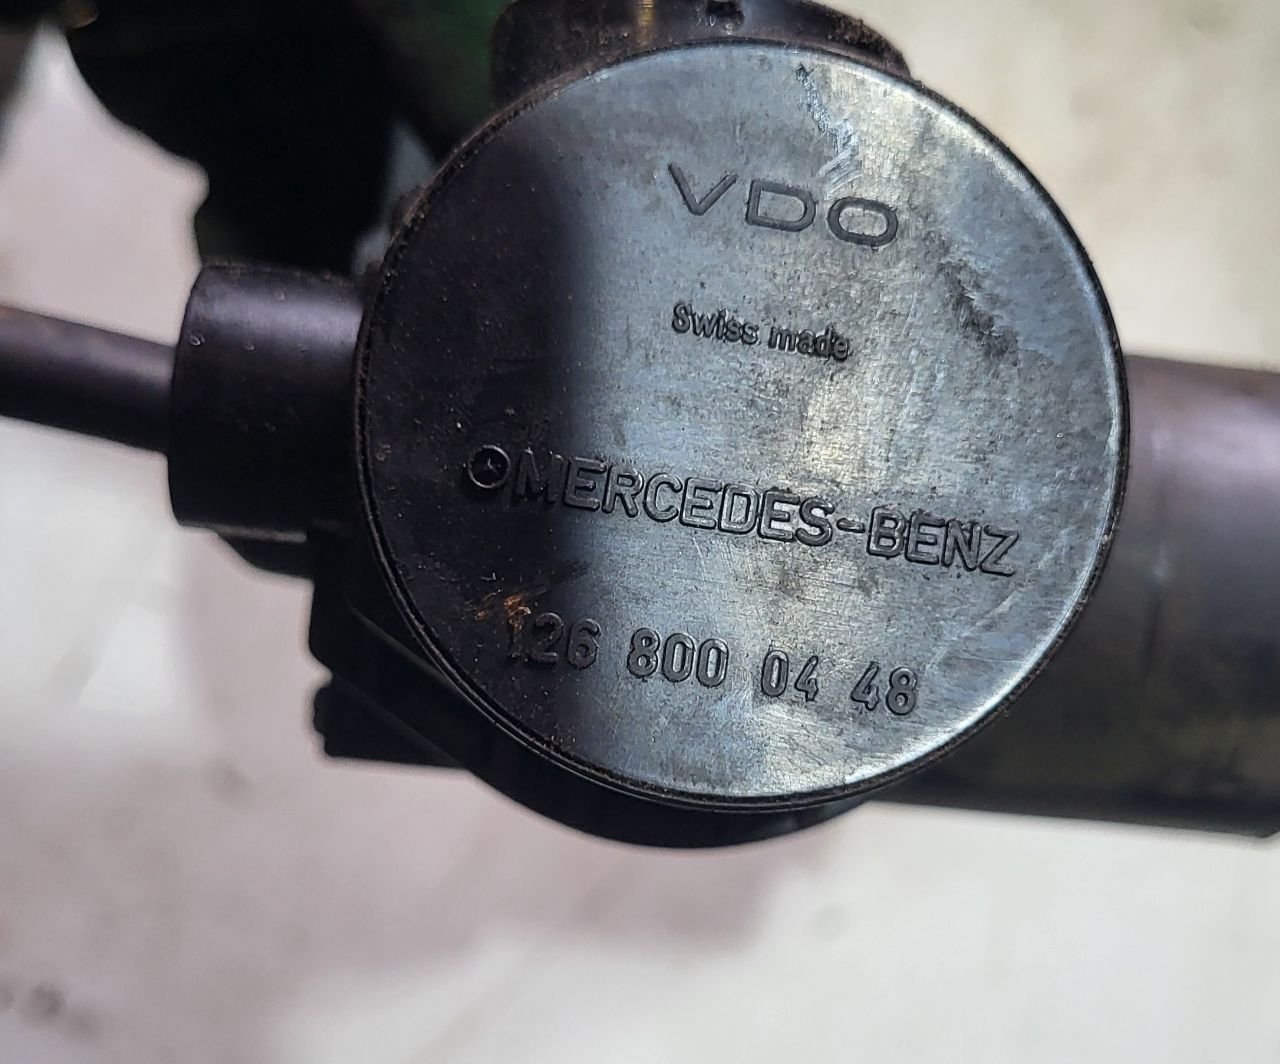 VDO
Swiss made
MERCEDES-BENZ
126 800 04 48